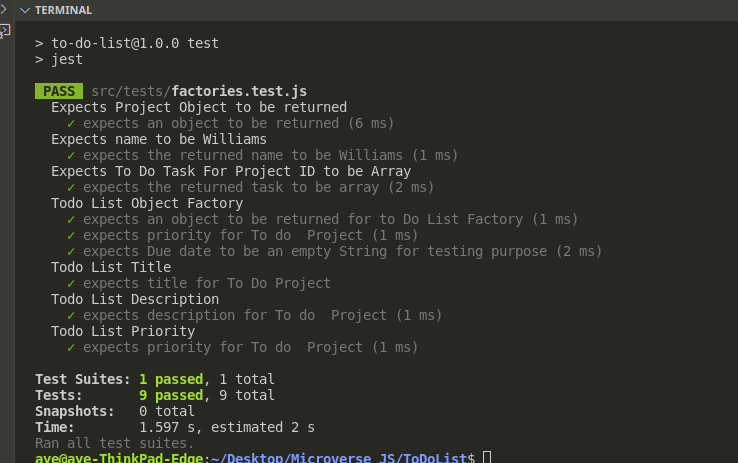 TERMINAL
> to-do-list@1.0.0 test
> jest
PASS src/tests/factories.test.js
Expects Project Object to be returned
✓ expects an object to be returned (6 ms)
Expects name to be Williams
✓ expects the returned name to be Williams (1 ms)
Expects To Do Task For Project ID to be Array
✓ expects the returned task to be array (2 ms)
Todo List Object Factory
✓ expects an object to be returned for to Do List Factory (1 ms)
✓ expects priority for To do  Project (1 ms)
✓ expects Due date to be an empty String for testing purpose (2 ms)
Todo List Title
✓ expects title for To Do Project
Todo List Description
✓ expects description for To do  Project (1 ms)
Todo List Priority
✓ expects priority for To do  Project (1 ms)
Test Suites: 1 passed, 1 total
Tests:       9 passed, 9 total
Snapshots:   0 total
Time:        1.597 s, estimated 2 s
Ran all test suites.
aye@aye-ThinkPad-Edge:~/Desktop/Microverse JS/ToDoList$